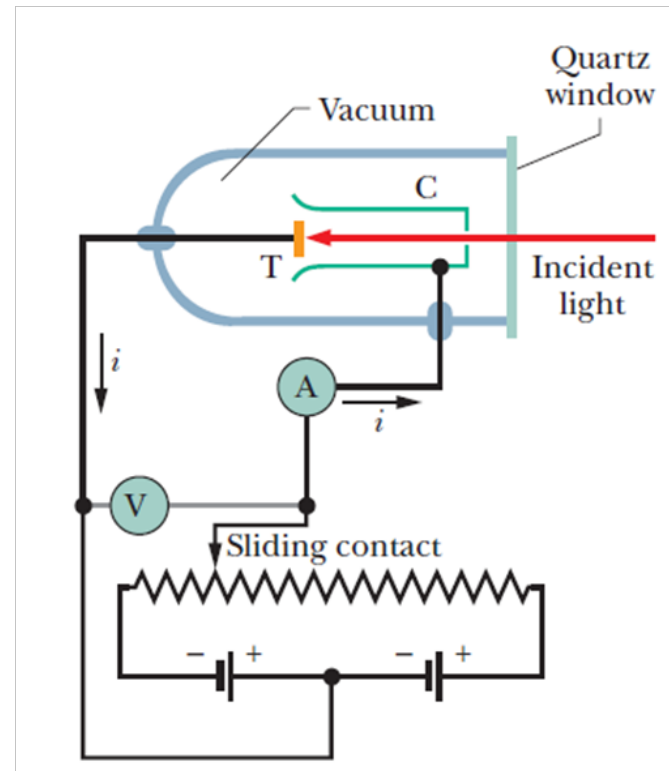 Quartz
window
Vacuum
C
T
Incident
light
i
A
i
V
Sliding contact
− + − +